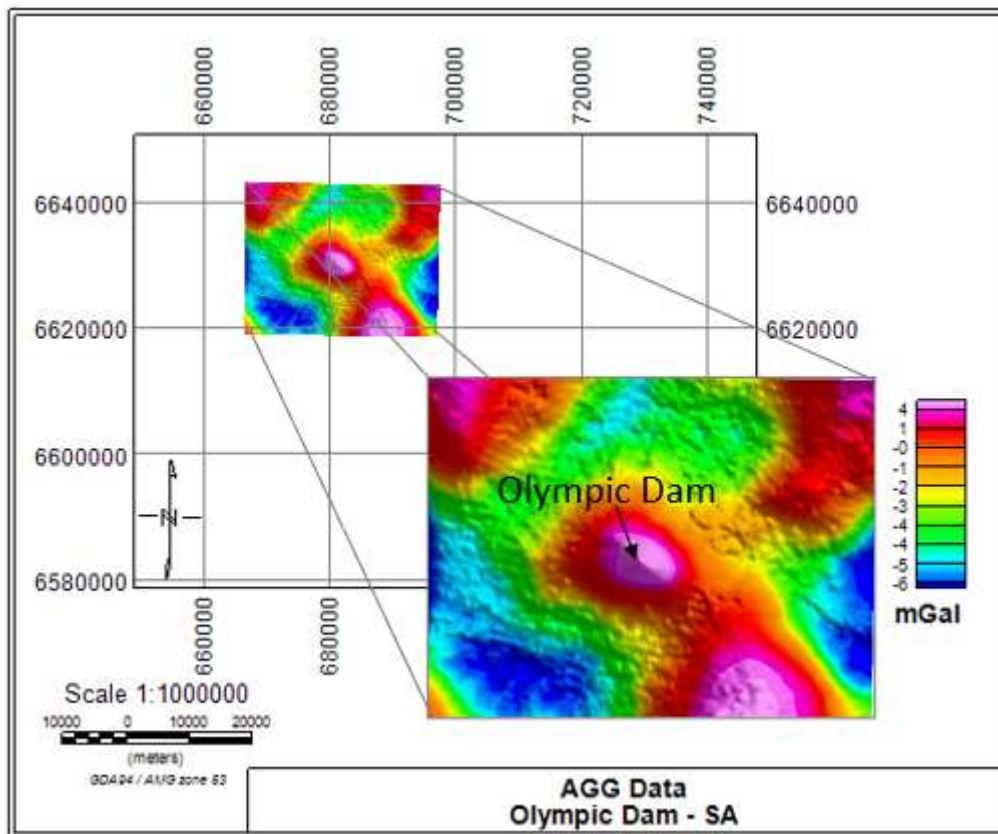 660000
680000
700000
720000
740000
6640000
6640000
6620000
6620000
6600000
6580000
660000
680000
Olympic Dam
4
1
-0
-1
-2
-3
-4
-4
-5
-6
mGal
N
Scale 1:1000000
10000 0 10000 20000
(meters)
GDA94 / AMG zone 53
AGG Data
Olympic Dam - SA